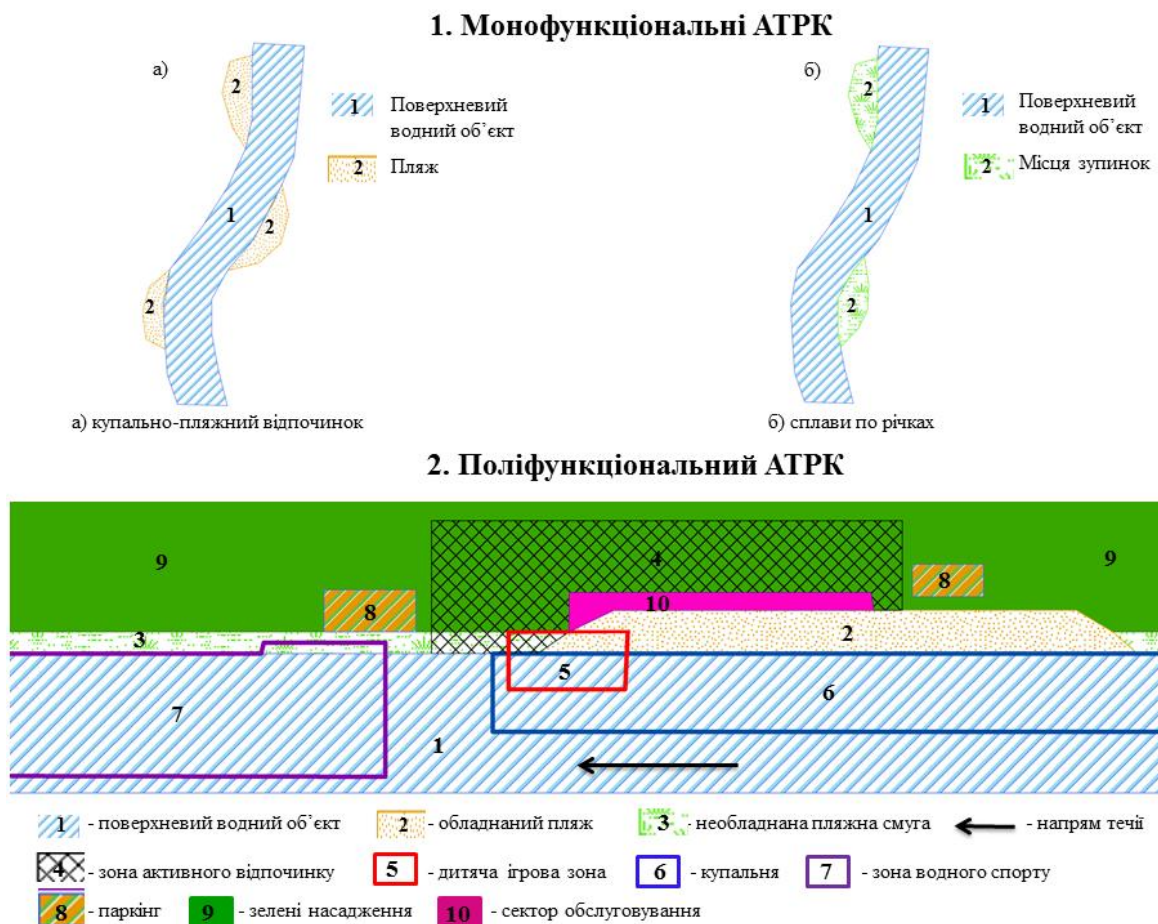 1. Монофункціональні АТРК
а)
2
1 Поверхневий
водний об’єкт
2 Пляж
1
2
2
а) купально-пляжний відпочинок
б)
2
1 Поверхневий
водний об’єкт
2 Місця зупинок
1
2
б) сплави по річках
2. Поліфункціональний АТРК
9 4 9
8 10 8
3 2
5 6
7
1
1 - поверхневий водний об’єкт 2 - обладнаний пляж 3 - необладнана пляжна смуга - напрям течії
4 - зона активного відпочинку 5 - дитяча ігрова зона 6 - купальня 7 - зона водного спорту
8 - паркінг 9 - зелені насадження 10 - сектор обслуговування